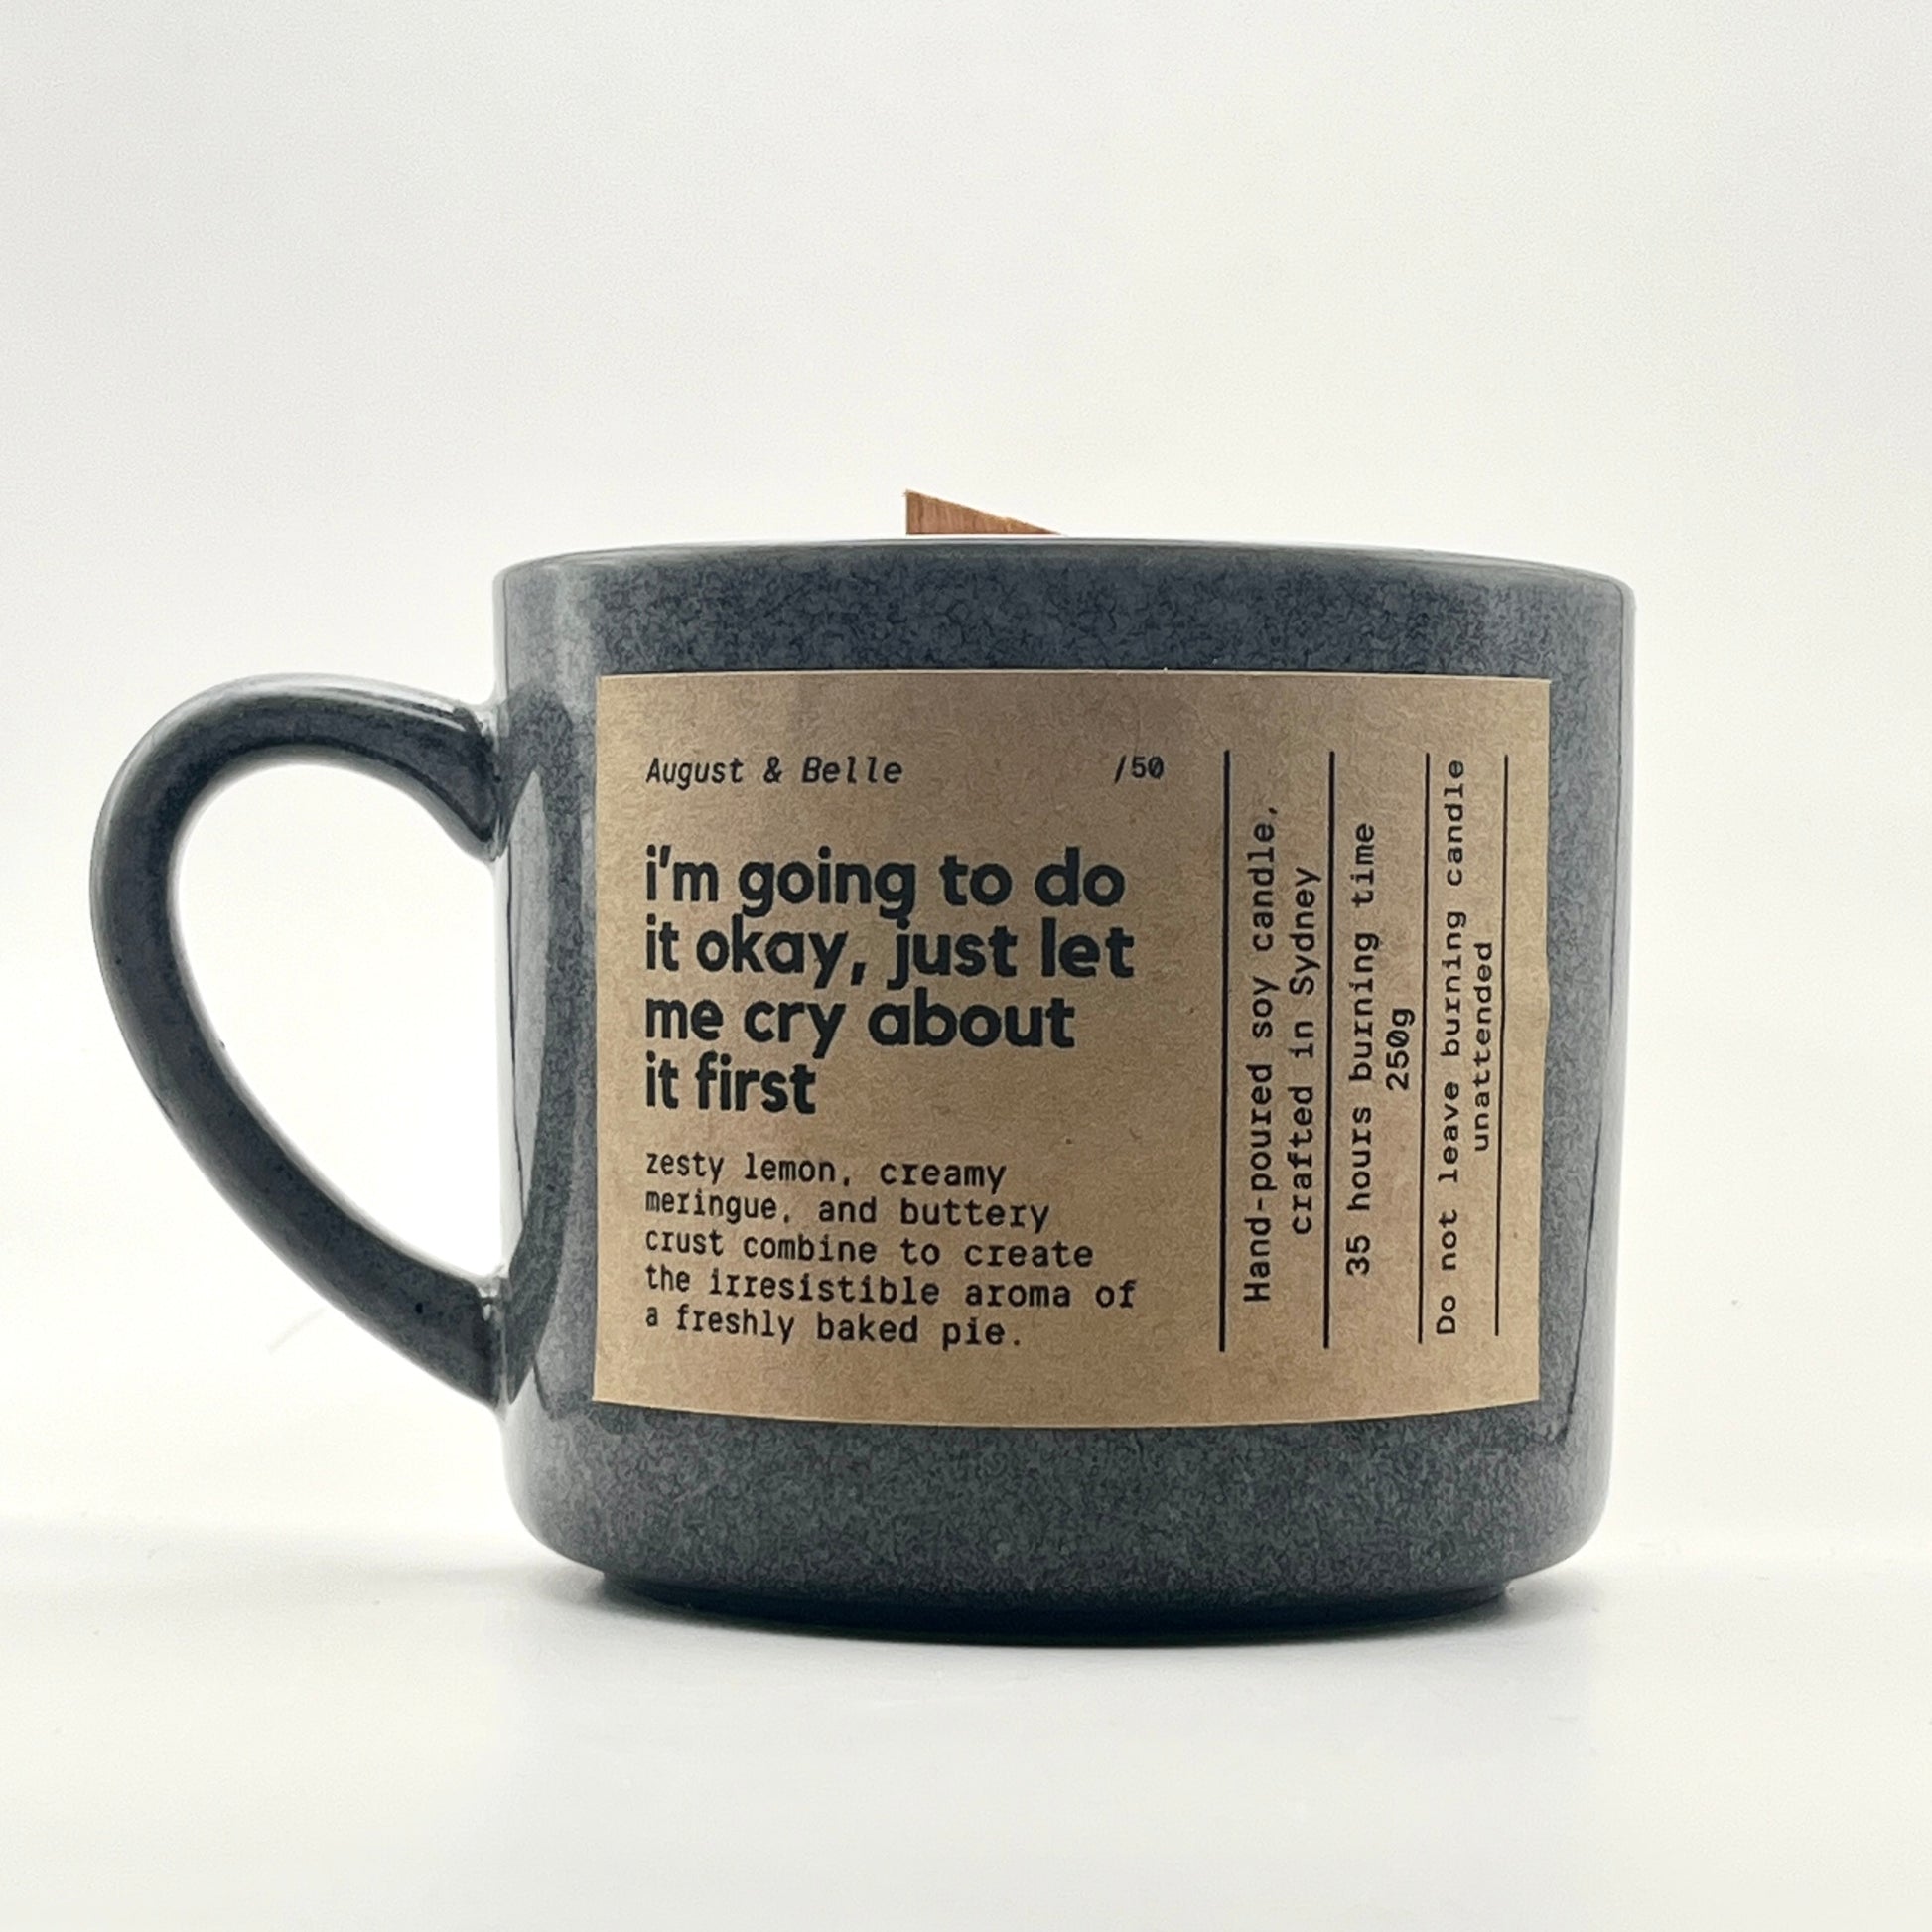 August & Belle /50
i'm going to do
it okay, just let
me cry about
it first
zesty lemon, creamy
meringue, and buttery
crust combine to create
the irresistible aroma of
a freshly baked pie.
Hand-poured soy candle,
crafted in Sydney
35 hours burning time
250g
Do not leave burning candle
unattended